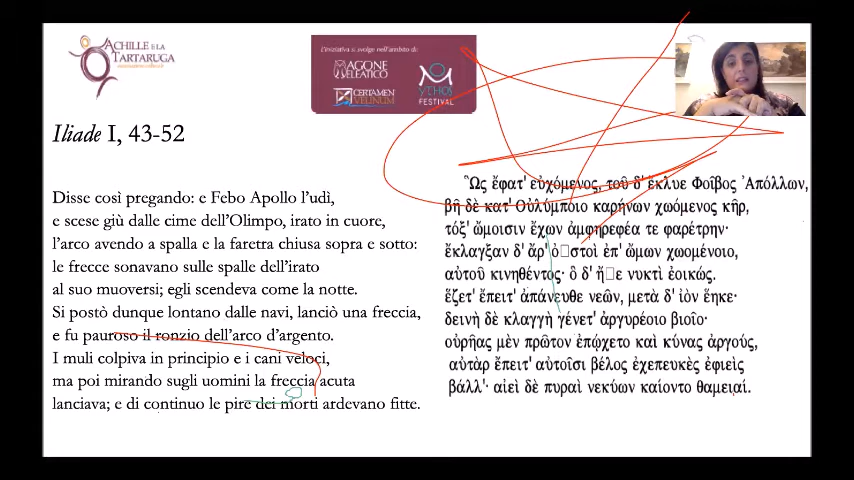 ACHILLE E LA
TARTARUGA
L'iniziativa si svolge nell'ambito di:
AGONE
ELEATICO
CERTAMEN
VELINUM
MYTHOS
FESTIVAL
Iliade I, 43-52
Disse così pregando: e Febo Apollo l'udì,
e scese giù dalle cime dell'Olimpo, irato in cuore,
l'arco avendo a spalla e la faretra chiusa sopra e sotto:
le frecce sonavano sulle spalle dell'irato
al suo muoversi; egli scendeva come la notte.
Si postò dunque lontano dalle navi, lanciò una freccia,
e fu pauroso il ronzio dell'arco d'argento.
I muli colpiva in principio e i cani veloci,
ma poi mirando sugli uomini la freccia acuta
lanciava; e di continuo le pire dei morti ardevano fitte.
Ὣς ἔφατ' εὐχόμενος, τοῦ δ' ἔκλυε Φοῖβος Ἀπόλλων,
βῆ δὲ κατ' Οὐλύμποιο καρήνων χωόμενος κῆρ,
τόξ' ὤμοισιν ἔχων ἀμφηρεφέα τε φαρέτρην·
ἔκλαγξαν δ' ἄρ' ὀ□στοὶ ἐπ' ὤμων χωομένοιο,
αὐτοῦ κινηθέντος· ὃ δ' ἤ□ε νυκτὶ ἐοικώς.
ἕζετ' ἔπειτ' ἀπάνευθε νεῶν, μετὰ δ' ἰὸν ἕηκε·
δεινὴ δὲ κλαγγὴ γένετ' ἀργυρέοιο βιοῖο·
οὐρῆας μὲν πρῶτον ἐπῴχετο καὶ κύνας ἀργούς,
αὐτὰρ ἔπειτ' αὐτοῖσι βέλος ἐχεπευκὲς ἐφιεὶς
βάλλ'· αἰεὶ δὲ πυραὶ νεκύων καίοντο θαμειαί.